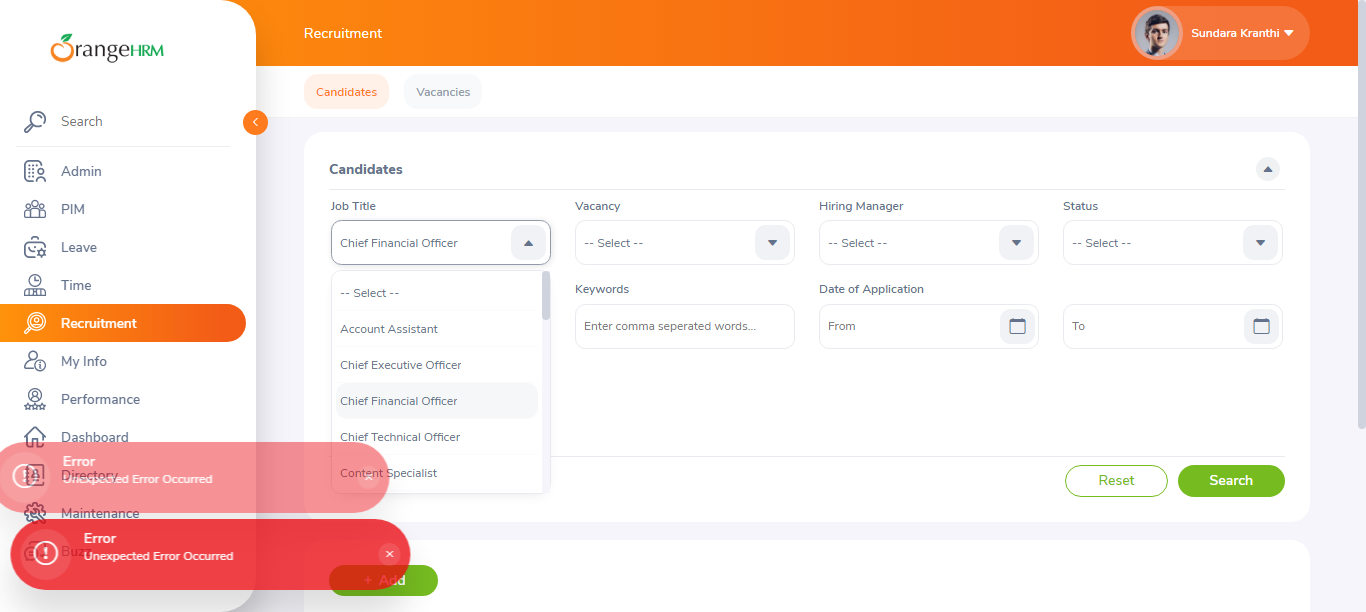 OrangeHRM
Search
Admin
PIM
Leave
Time
Recruitment
My Info
Performance
Dashboard
Directory
Maintenance
Buzz
Recruitment
Sundara Kranthi
Candidates
Vacancies
Candidates
Job Title
Vacancy
Hiring Manager
Status
Chief Financial Officer
-- Select --
-- Select --
-- Select --
-- Select --
Account Assistant
Chief Executive Officer
Chief Financial Officer
Chief Technical Officer
Content Specialist
Keywords
Date of Application
Enter comma seperated words...
From
To
Reset
Search
Error
Unexpected Error Occurred
Error
Unexpected Error Occurred
+ Add